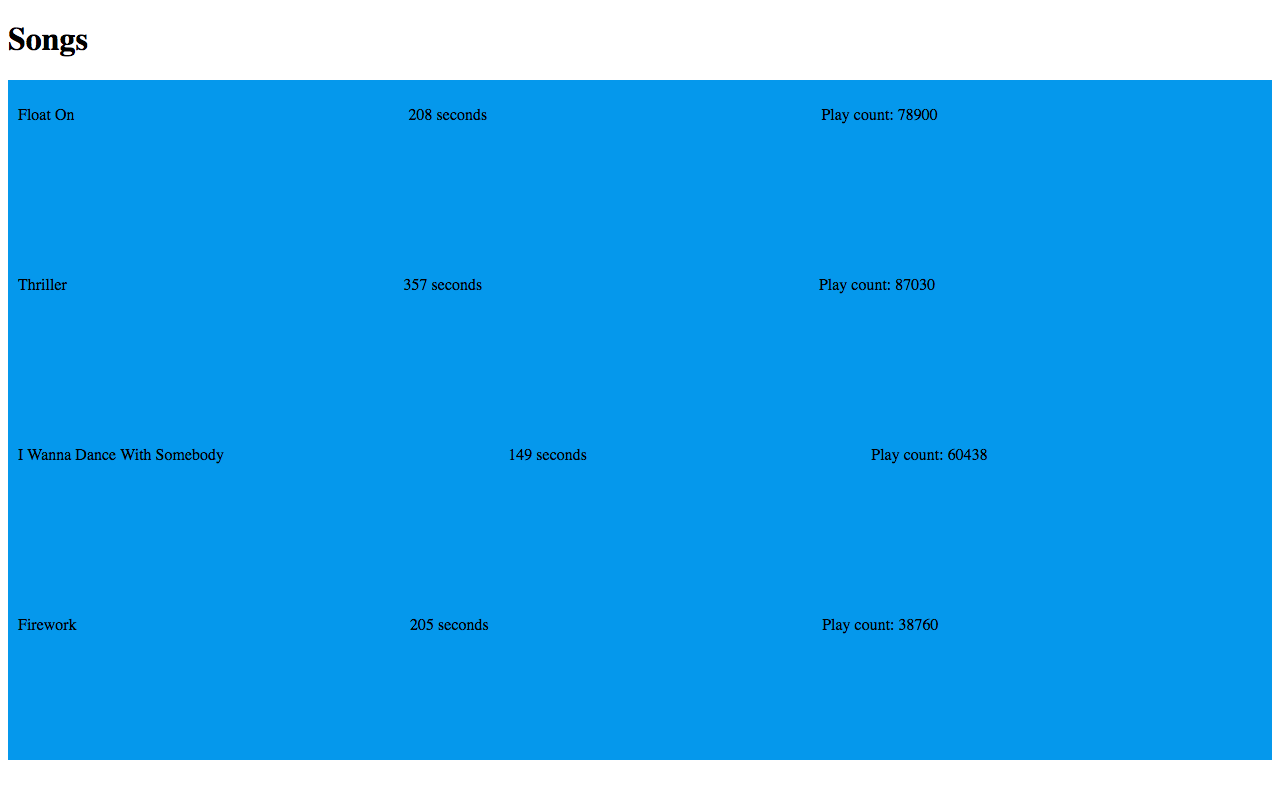 Songs
Float On 208 seconds Play count: 78900
Thriller 357 seconds Play count: 87030
I Wanna Dance With Somebody 149 seconds Play count: 60438
Firework 205 seconds Play count: 38760